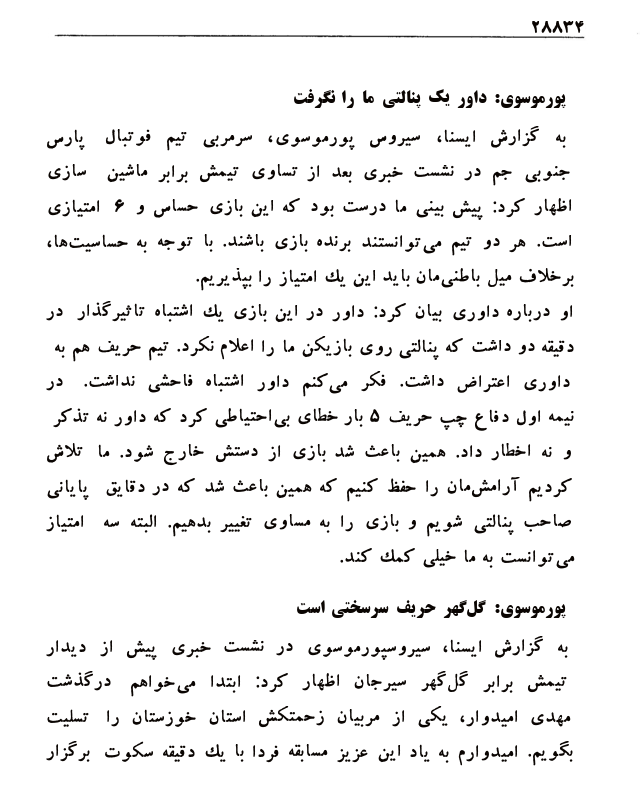 ۲۸۸۳۴
پورموسوی: داور یک پنالتی ما را نگرفت
به گزارش ایسنا، سیروس پورموسوی، سرمربی تیم فوتبال پارس
جنوبی جم در نشست خبری بعد از تساوی تیمش برابر ماشین سازی
اظهار کرد: پیش بینی ما درست بود که این بازی حساس و ۶ امتیازی
است. هر دو تیم می‌توانستند برنده بازی باشند. با توجه به حساسیت‌ها،
برخلاف میل باطنی‌مان باید این یك امتیاز را بپذیریم.
او درباره داوری بیان کرد: داور در این بازی یك اشتباه تاثیرگذار در
دقیقه دو داشت که پنالتی روی بازیکن ما را اعلام نکرد. تیم حریف هم به
داوری اعتراض داشت. فکر می‌کنم داور اشتباه فاحشی نداشت. در
نیمه اول دفاع چپ حریف ۵ بار خطای بی‌احتیاطی کرد که داور نه تذکر
و نه اخطار داد. همین باعث شد بازی از دستش خارج شود. ما تلاش
کردیم آرامش‌مان را حفظ کنیم که همین باعث شد که در دقایق پایانی
صاحب پنالتی شویم و بازی را به مساوی تغییر بدهیم. البته سه امتیاز
می‌توانست به ما خیلی کمك کند.
پورموسوی: گل‌گهر حریف سرسختی است
به گزارش ایسنا، سیروسپورموسوی در نشست خبری پیش از دیدار
تیمش برابر گل‌گهر سیرجان اظهار کرد: ابتدا می‌خواهم درگذشت
مهدی امیدوار، یکی از مربیان زحمتکش استان خوزستان را تسلیت
بگویم. امیدوارم به یاد این عزیز مسابقه فردا با یك دقیقه سکوت برگزار